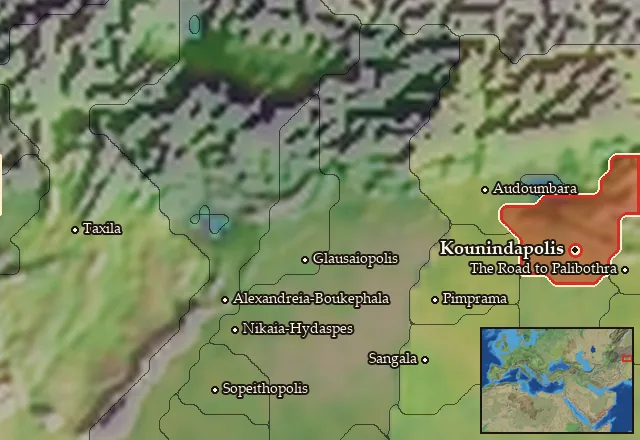 Audoumbara
Taxila
Kounindapolis
Glausaiopolis
The Road to Palibothra
Alexandreia-Boukephala
Pimprama
Nikaia-Hydaspes
Sangala
Sopeithopolis